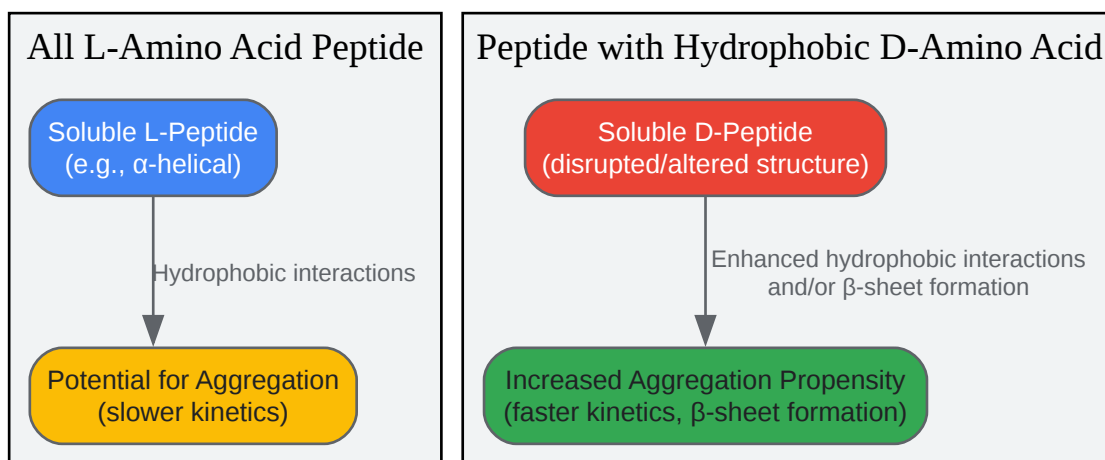 All L-Amino Acid Peptide
Soluble L-Peptide
(e.g., α-helical)
Hydrophobic interactions
Potential for Aggregation
(slower kinetics)
Peptide with Hydrophobic D-Amino Acid
Soluble D-Peptide
(disrupted/altered structure)
Enhanced hydrophobic interactions
and/or β-sheet formation
Increased Aggregation Propensity
(faster kinetics, β-sheet formation)